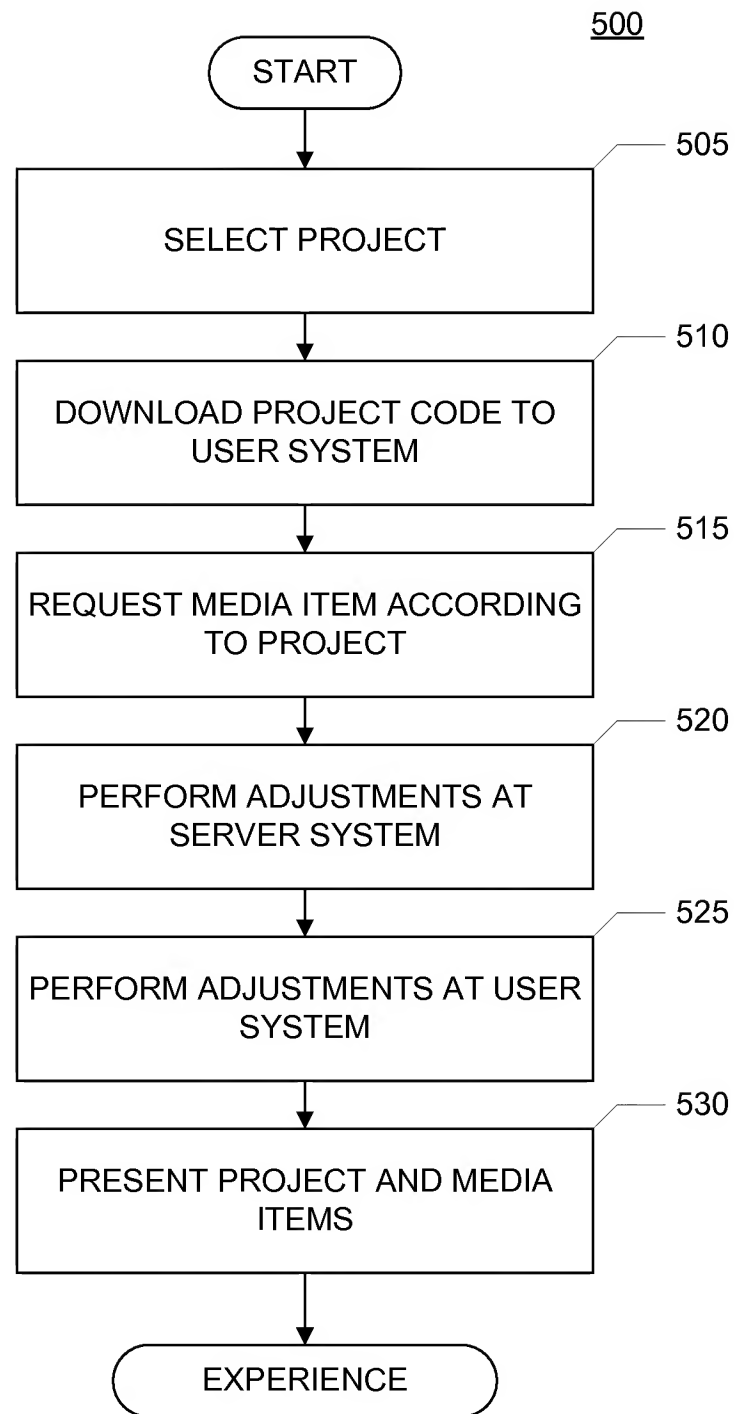 500
START
505
SELECT PROJECT
510
DOWNLOAD PROJECT CODE TO
USER SYSTEM
515
REQUEST MEDIA ITEM ACCORDING
TO PROJECT
520
PERFORM ADJUSTMENTS AT
SERVER SYSTEM
525
PERFORM ADJUSTMENTS AT USER
SYSTEM
530
PRESENT PROJECT AND MEDIA
ITEMS
EXPERIENCE